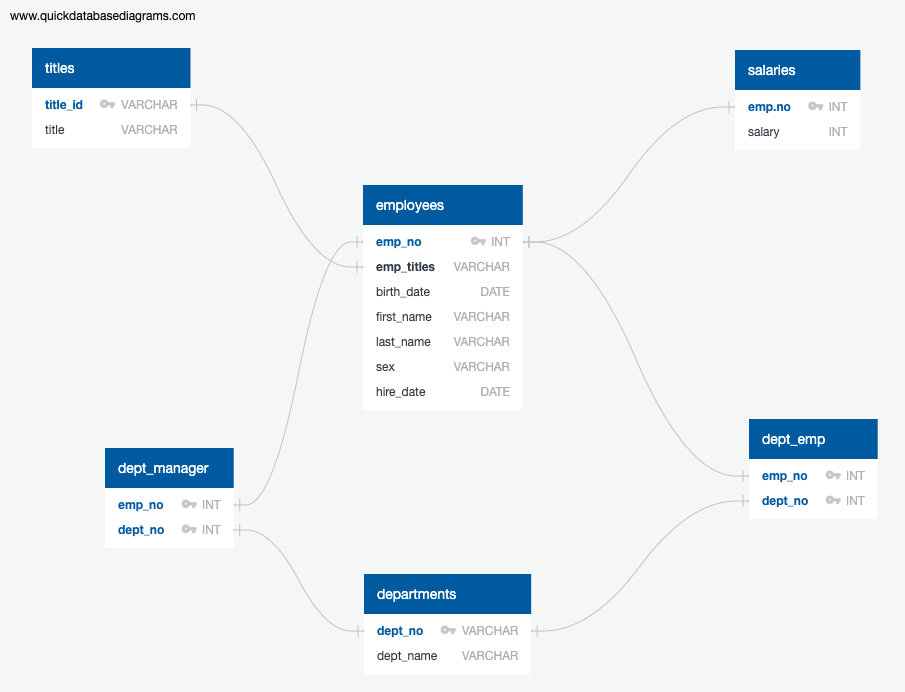 www.quickdatabasediagrams.com
titles
title_id VARCHAR
title VARCHAR
salaries
emp.no INT
salary INT
employees
emp_no INT
emp_titles VARCHAR
birth_date DATE
first_name VARCHAR
last_name VARCHAR
sex VARCHAR
hire_date DATE
dept_manager
emp_no INT
dept_no INT
dept_emp
emp_no INT
dept_no INT
departments
dept_no VARCHAR
dept_name VARCHAR